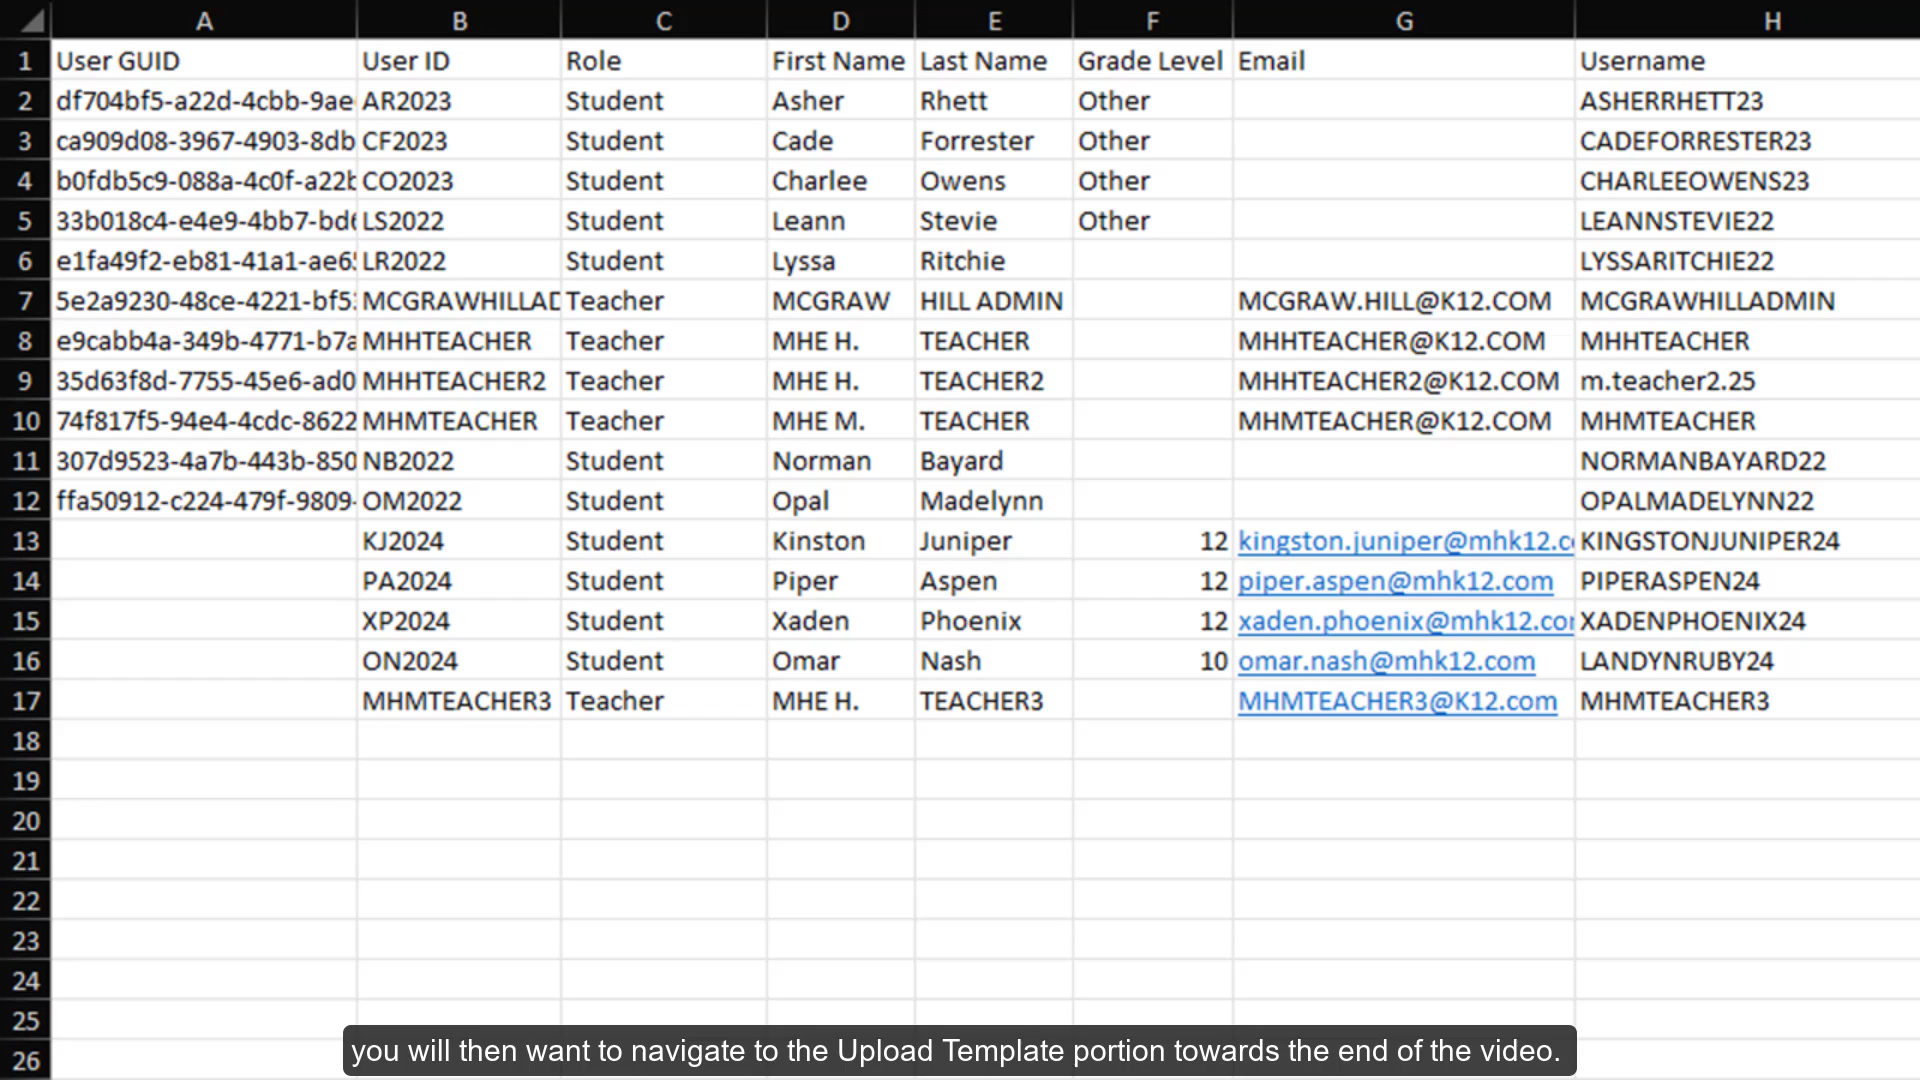 A B C D E F G H
1 User GUID User ID Role First Name Last Name Grade Level Email Username
2 df704bf5-a22d-4cbb-9ae AR2023 Student Asher Rhett Other ASHERRHETT23
3 ca909d08-3967-4903-8db CF2023 Student Cade Forrester Other CADEFORRESTER23
4 b0fdb5c9-088a-4c0f-a22b CO2023 Student Charlee Owens Other CHARLEEOWENS23
5 33b018c4-e4e9-4bb7-bd6 LS2022 Student Leann Stevie Other LEANNSTEVIE22
6 e1fa49f2-eb81-41a1-ae65 LR2022 Student Lyssa Ritchie LYSSARITCHIE22
7 5e2a9230-48ce-4221-bf5 MCGRAWHILLAD Teacher MCGRAW HILL ADMIN MCGRAW.HILL@K12.COM MCGRAWHILLADMIN
8 e9cabb4a-349b-4771-b7a MHHTEACHER Teacher MHE H. TEACHER MHHTEACHER@K12.COM MHHTEACHER
9 35d63f8d-7755-45e6-ad0 MHHTEACHER2 Teacher MHE H. TEACHER2 MHHTEACHER2@K12.COM m.teacher2.25
10 74f817f5-94e4-4cdc-8622 MHMTEACHER Teacher MHE M. TEACHER MHMTEACHER@K12.COM MHMTEACHER
11 307d9523-4a7b-443b-850 NB2022 Student Norman Bayard NORMANBAYARD22
12 ffa50912-c224-479f-9809- OM2022 Student Opal Madelynn OPALMADELYNN22
13 KJ2024 Student Kinston Juniper 12 kingston.juniper@mhk12.c KINGSTONJUNIPER24
14 PA2024 Student Piper Aspen 12 piper.aspen@mhk12.com PIPERASPEN24
15 XP2024 Student Xaden Phoenix 12 xaden.phoenix@mhk12.co XADENPHOENIX24
16 ON2024 Student Omar Nash 10 omar.nash@mhk12.com LANDYNRUBY24
17 MHMTEACHER3 Teacher MHE H. TEACHER3 MHMTEACHER3@K12.com MHMTEACHER3
18
19
20
21
22
23
24
25
26
you will then want to navigate to the Upload Template portion towards the end of the video.